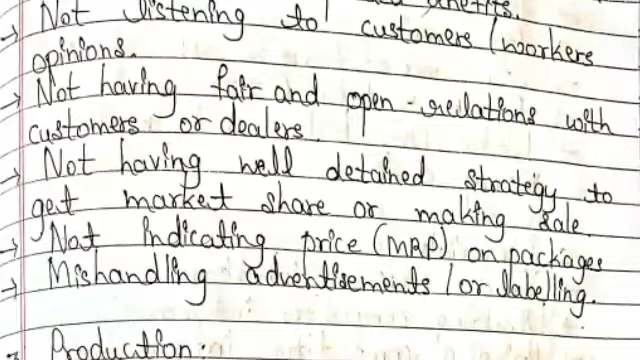 benefits.
→ Not listening to customers / workers
opinions.
→ Not having fair and open-relations with
customers or dealers.
→ Not having well detained strategy to
get market share or making sale.
→ Not indicating price (MRP) on packages
→ Mishandling advertisements / or labelling.
Production: